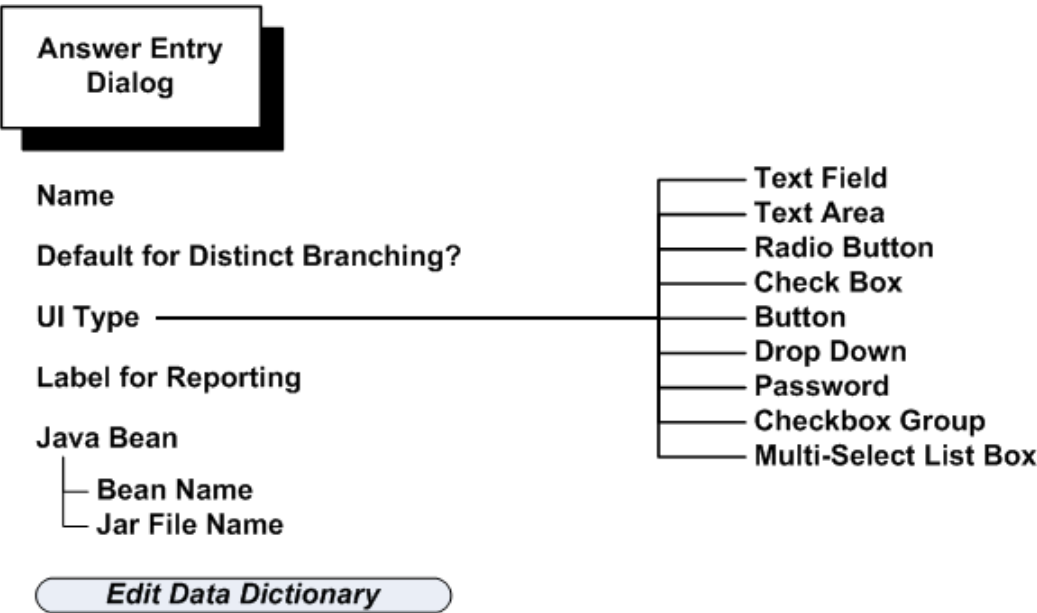 Answer Entry
Dialog
Name
Default for Distinct Branching?
UI Type
Label for Reporting
Java Bean
Bean Name
Jar File Name
Edit Data Dictionary
Text Field
Text Area
Radio Button
Check Box
Button
Drop Down
Password
Checkbox Group
Multi-Select List Box